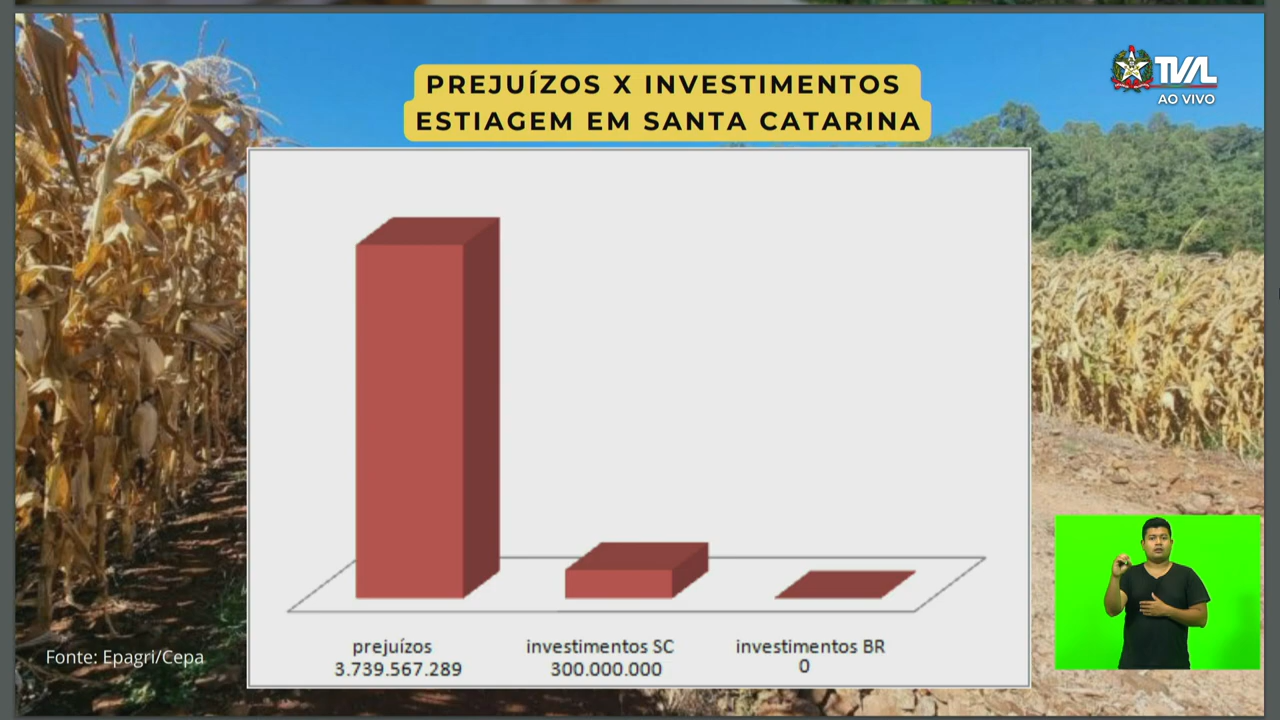 PREJUÍZOS X INVESTIMENTOS
ESTIAGEM EM SANTA CATARINA
TVAL
AO VIVO
prejuízos
3.739.567.289
investimentos SC
300.000.000
investimentos BR
0
Fonte: Epagri/Cepa